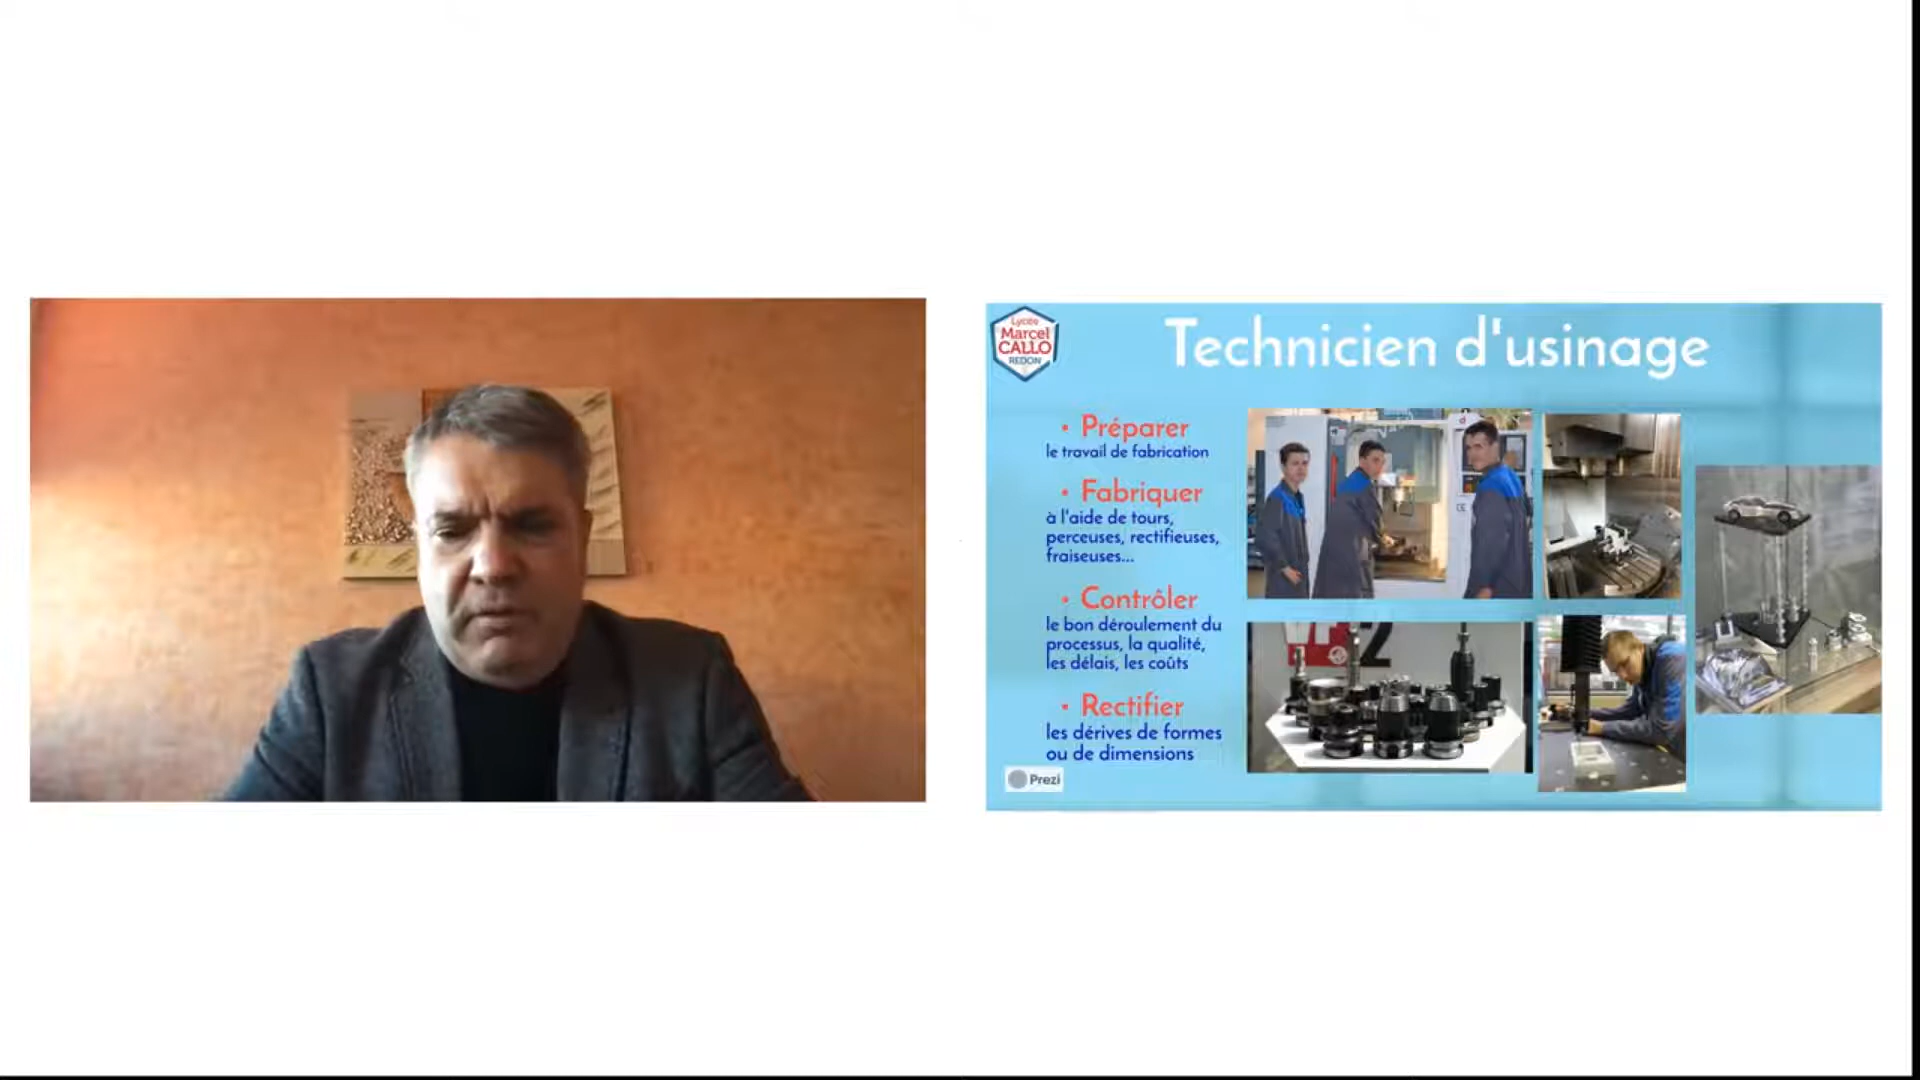 Lycée
Marcel
CALLO
REDON
Technicien d'usinage
• Préparer
le travail de fabrication
• Fabriquer
à l'aide de tours,
perceuses, rectifieuses,
fraiseuses...
• Contrôler
le bon déroulement du
processus, la qualité,
les délais, les coûts
• Rectifier
les dérives de formes
ou de dimensions
Prezi